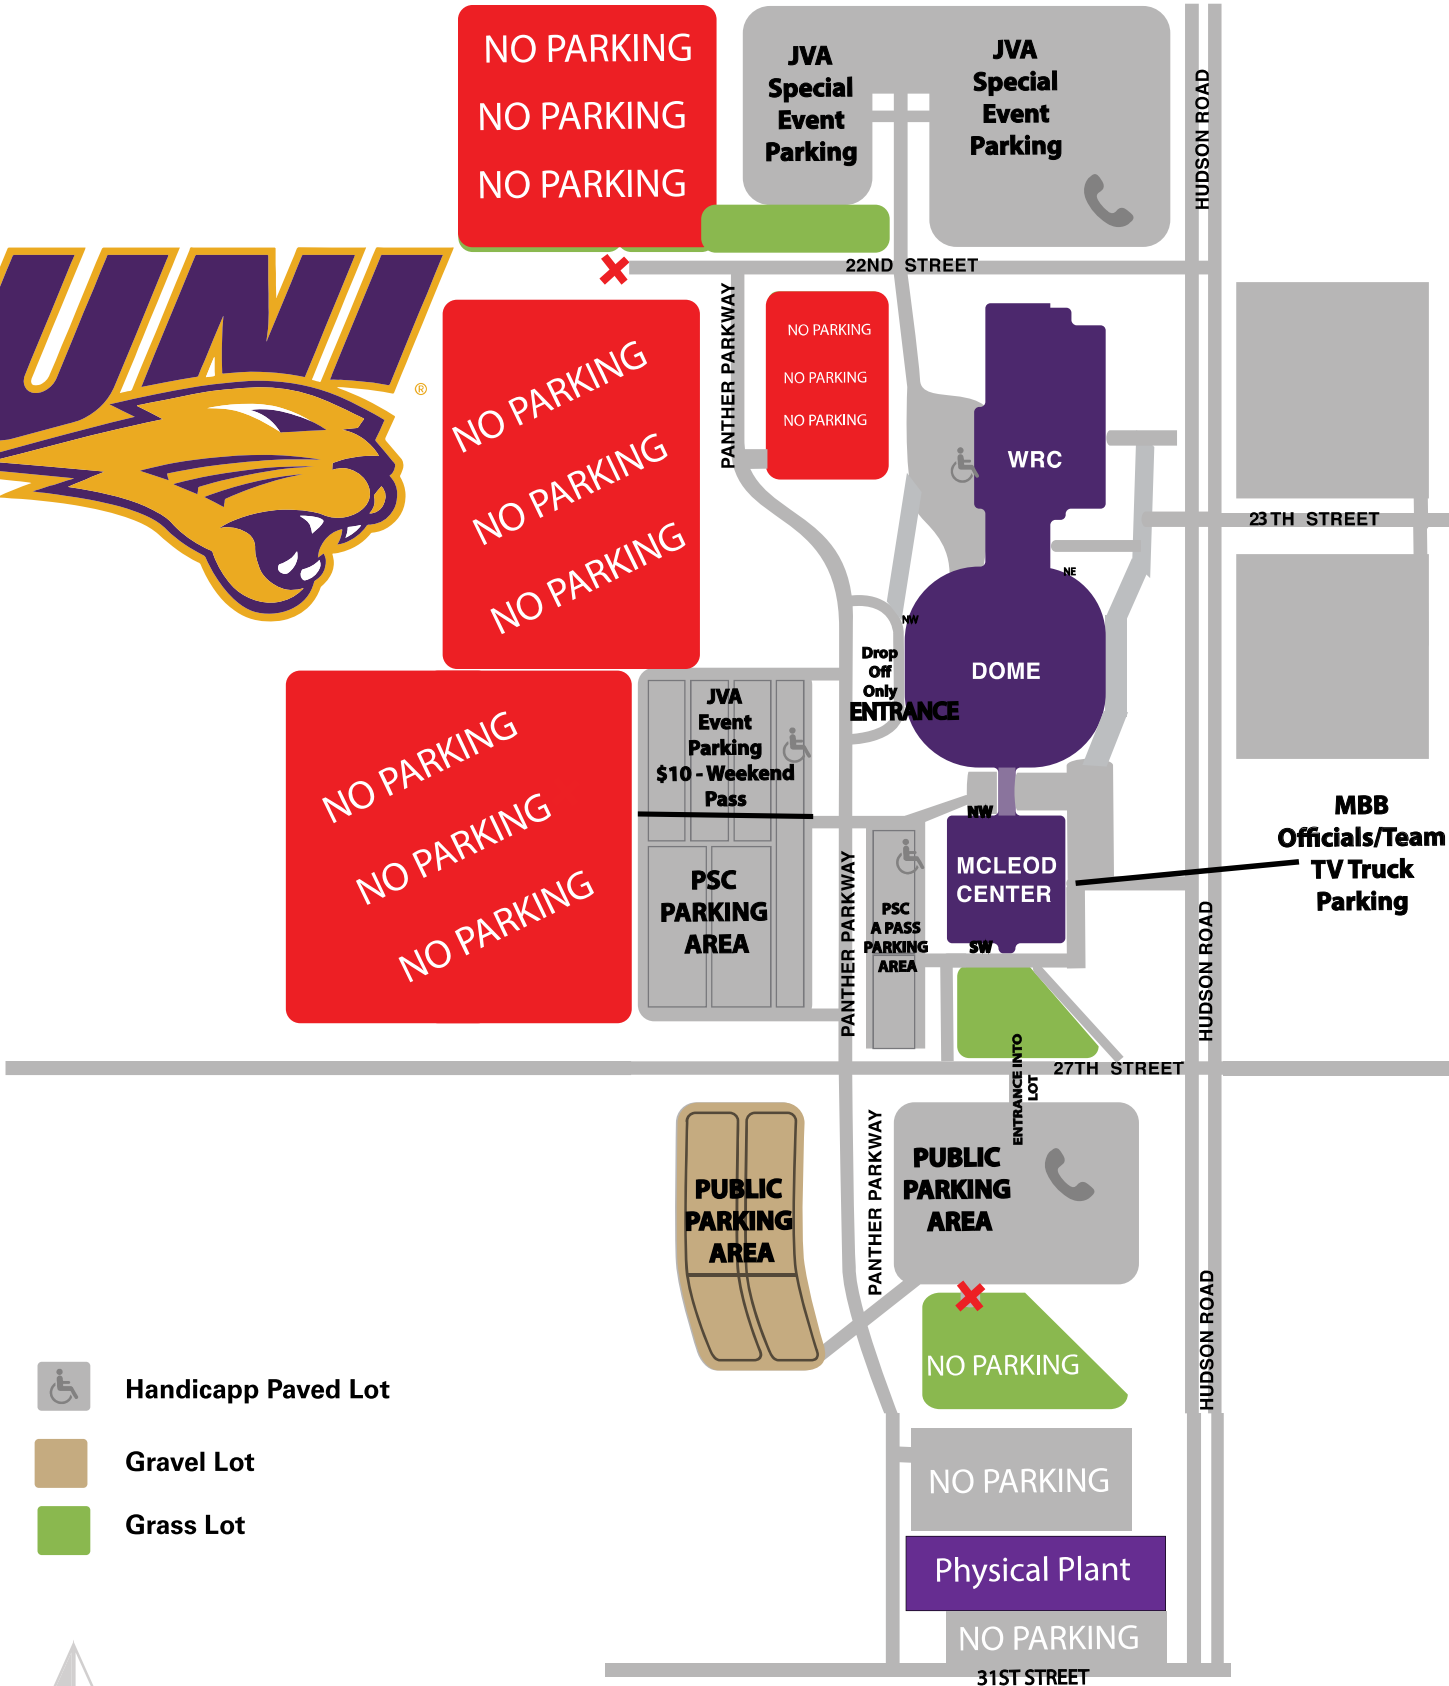 NO PARKING
NO PARKING
NO PARKING
JVA
Special
Event
Parking
JVA
Special
Event
Parking
HUDSON ROAD
22ND STREET
UNI
®
PANTHER PARKWAY
NO PARKING
NO PARKING
NO PARKING
NO PARKING
NO PARKING
NO PARKING
WRC
23TH STREET
NE
NW
DOME
Drop
Off
Only
ENTRANCE
NO PARKING
NO PARKING
NO PARKING
JVA
Event
Parking
$10 - Weekend
Pass
PSC
PARKING
AREA
PANTHER PARKWAY
PSC
A PASS
PARKING
AREA
NW
MCLEOD
CENTER
SW
MBB
Officials/Team
TV Truck
Parking
HUDSON ROAD
27TH STREET
ENTRANCE INTO
LOT
PUBLIC
PARKING
AREA
PANTHER PARKWAY
PUBLIC
PARKING
AREA
HUDSON ROAD
NO PARKING
NO PARKING
Physical Plant
NO PARKING
31ST STREET
Handicapp Paved Lot
Gravel Lot
Grass Lot